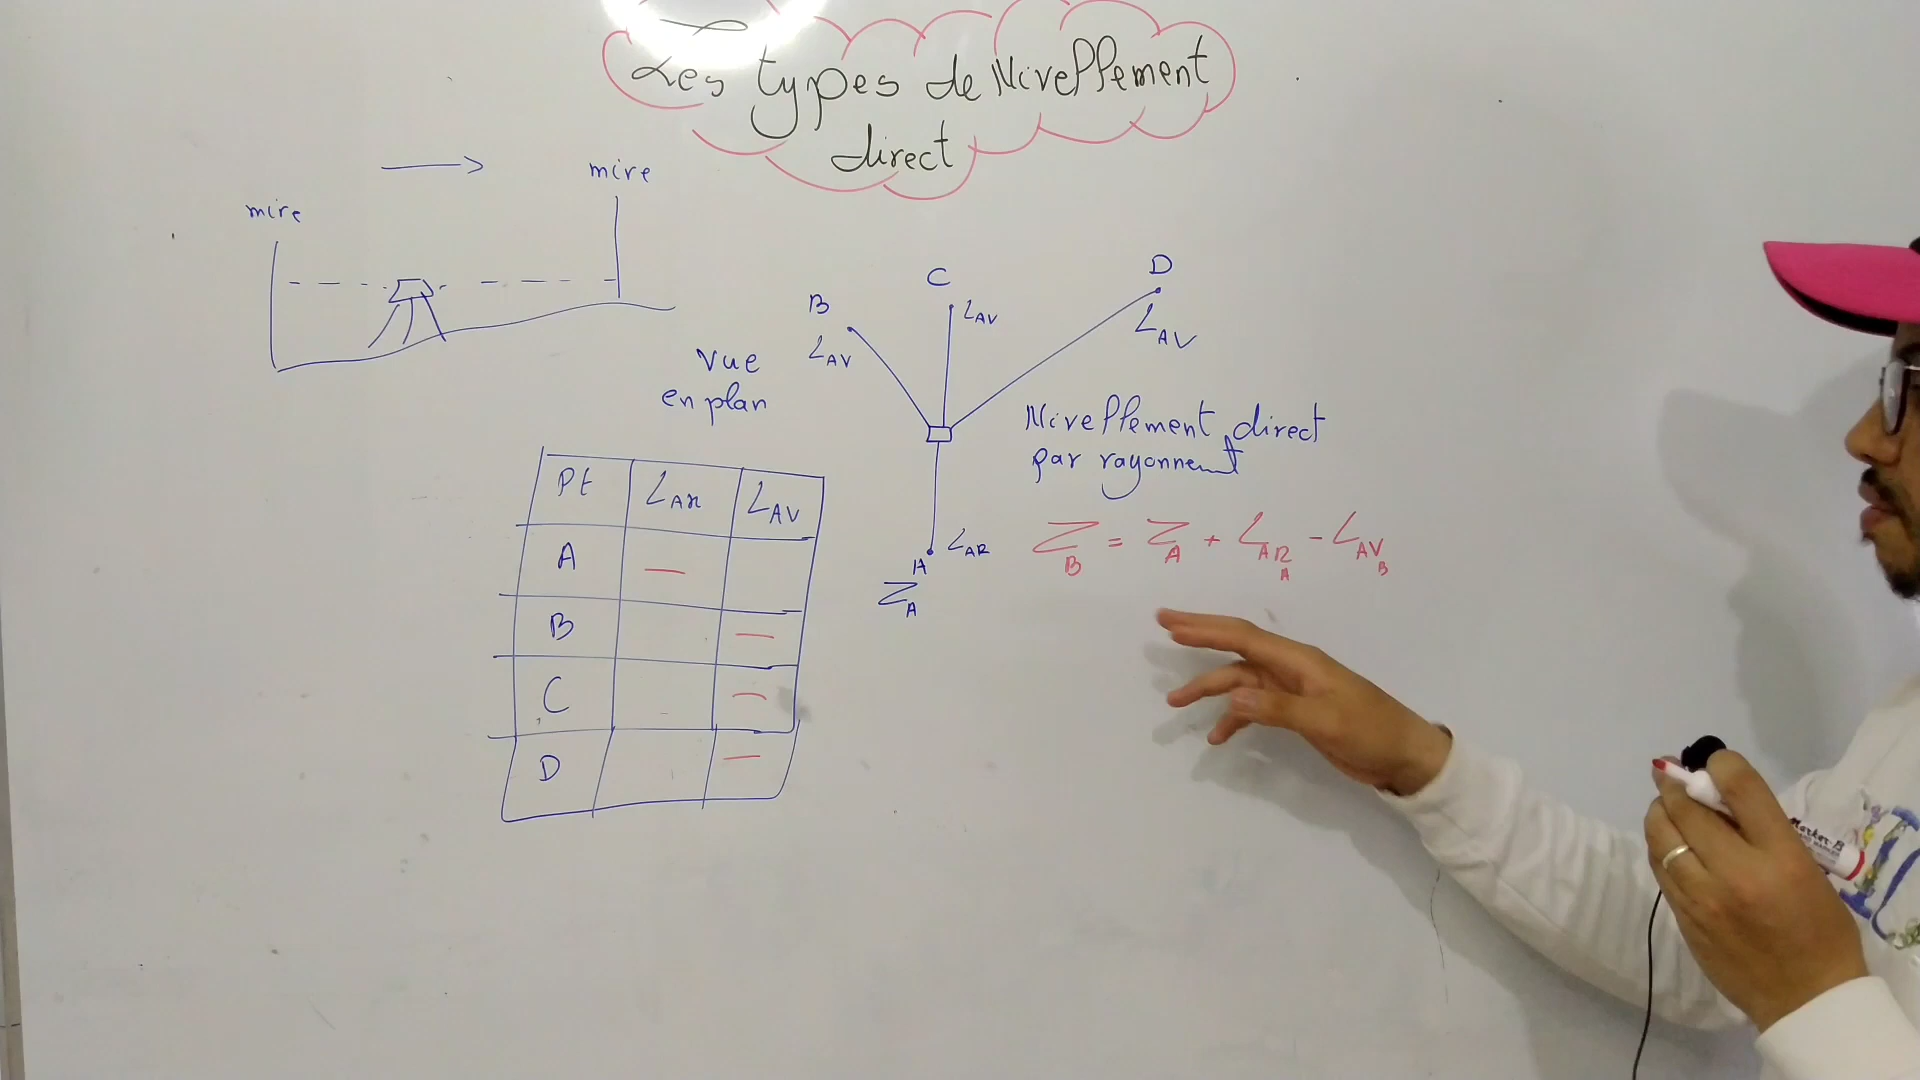 Les types de Nivellement
direct
mire
mire
B
L AV
C
L AV
D
L AV
Vue
en plan
Nivellement direct
par rayonnement
A
L AR
Z A
Z B = Z A + L AR A - L AV B
Pt L AR L AV
A —
B —
C —
D —
Marker-B